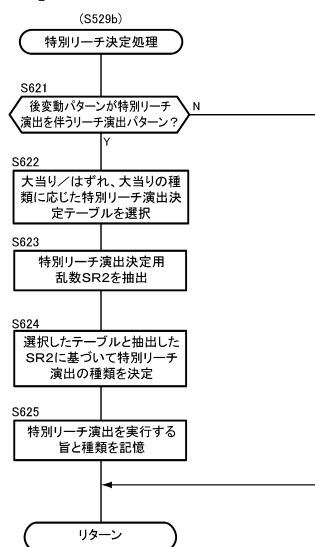 (S529b)
特別リーチ決定処理
S621
後変動パターンが特別リーチ
演出を伴うリーチ演出パターン？
N
Y
S622
大当り／はずれ、大当りの種
類に応じた特別リーチ演出決
定テーブルを選択
S623
特別リーチ演出決定用
乱数SR2を抽出
S624
選択したテーブルと抽出した
SR2に基づいて特別リーチ
演出の種類を決定
S625
特別リーチ演出を実行する
旨と種類を記憶
リターン